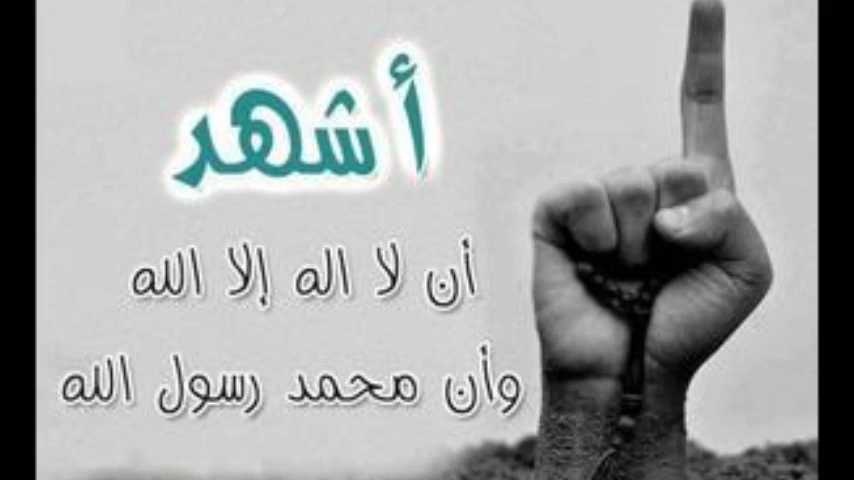 أشهد
أن لا اله إلا الله
وأن محمد رسول الله